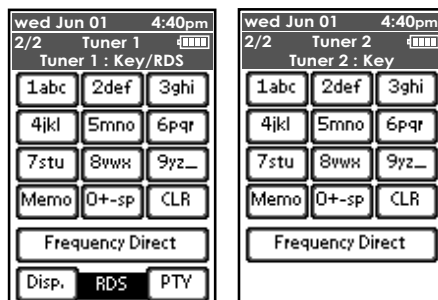 wed Jun 01 4:40pm
2/2 Tuner 1
Tuner 1 : Key/RDS
1abc 2def 3ghi
4jkl 5mno 6pqr
7stu 8vwx 9yz_
Memo 0+-sp CLR
Frequency Direct
Disp. RDS PTY
wed Jun 01 4:40pm
2/2 Tuner 2
Tuner 2 : Key
1abc 2def 3ghi
4jkl 5mno 6pqr
7stu 8vwx 9yz_
Memo 0+-sp CLR
Frequency Direct